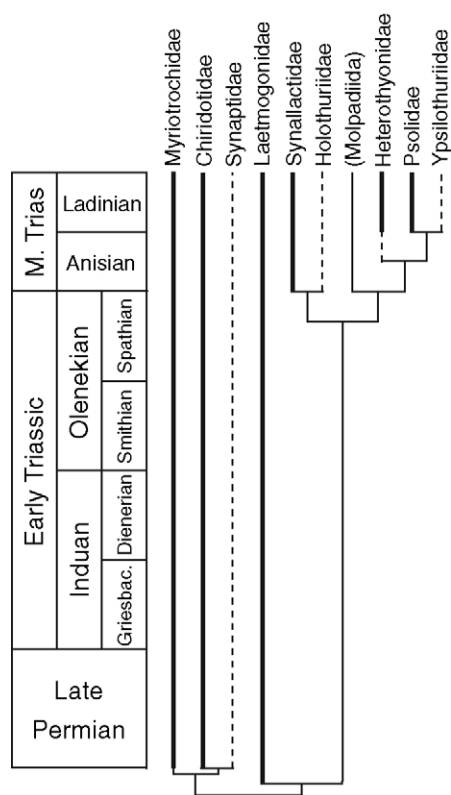 Myriotrochidae
Chiridotidae
Synaptidae
Laetmogonidae
Synallactidae
Holothuriidae
(Molpadiida)
Heterothyonidae
Psolidae
Ypsilothuriidae
M. Trias
Ladinian
Anisian
Early Triassic
Olenekian
Spathian
Smithian
Induan
Dienerian
Griesbac.
Late
Permian